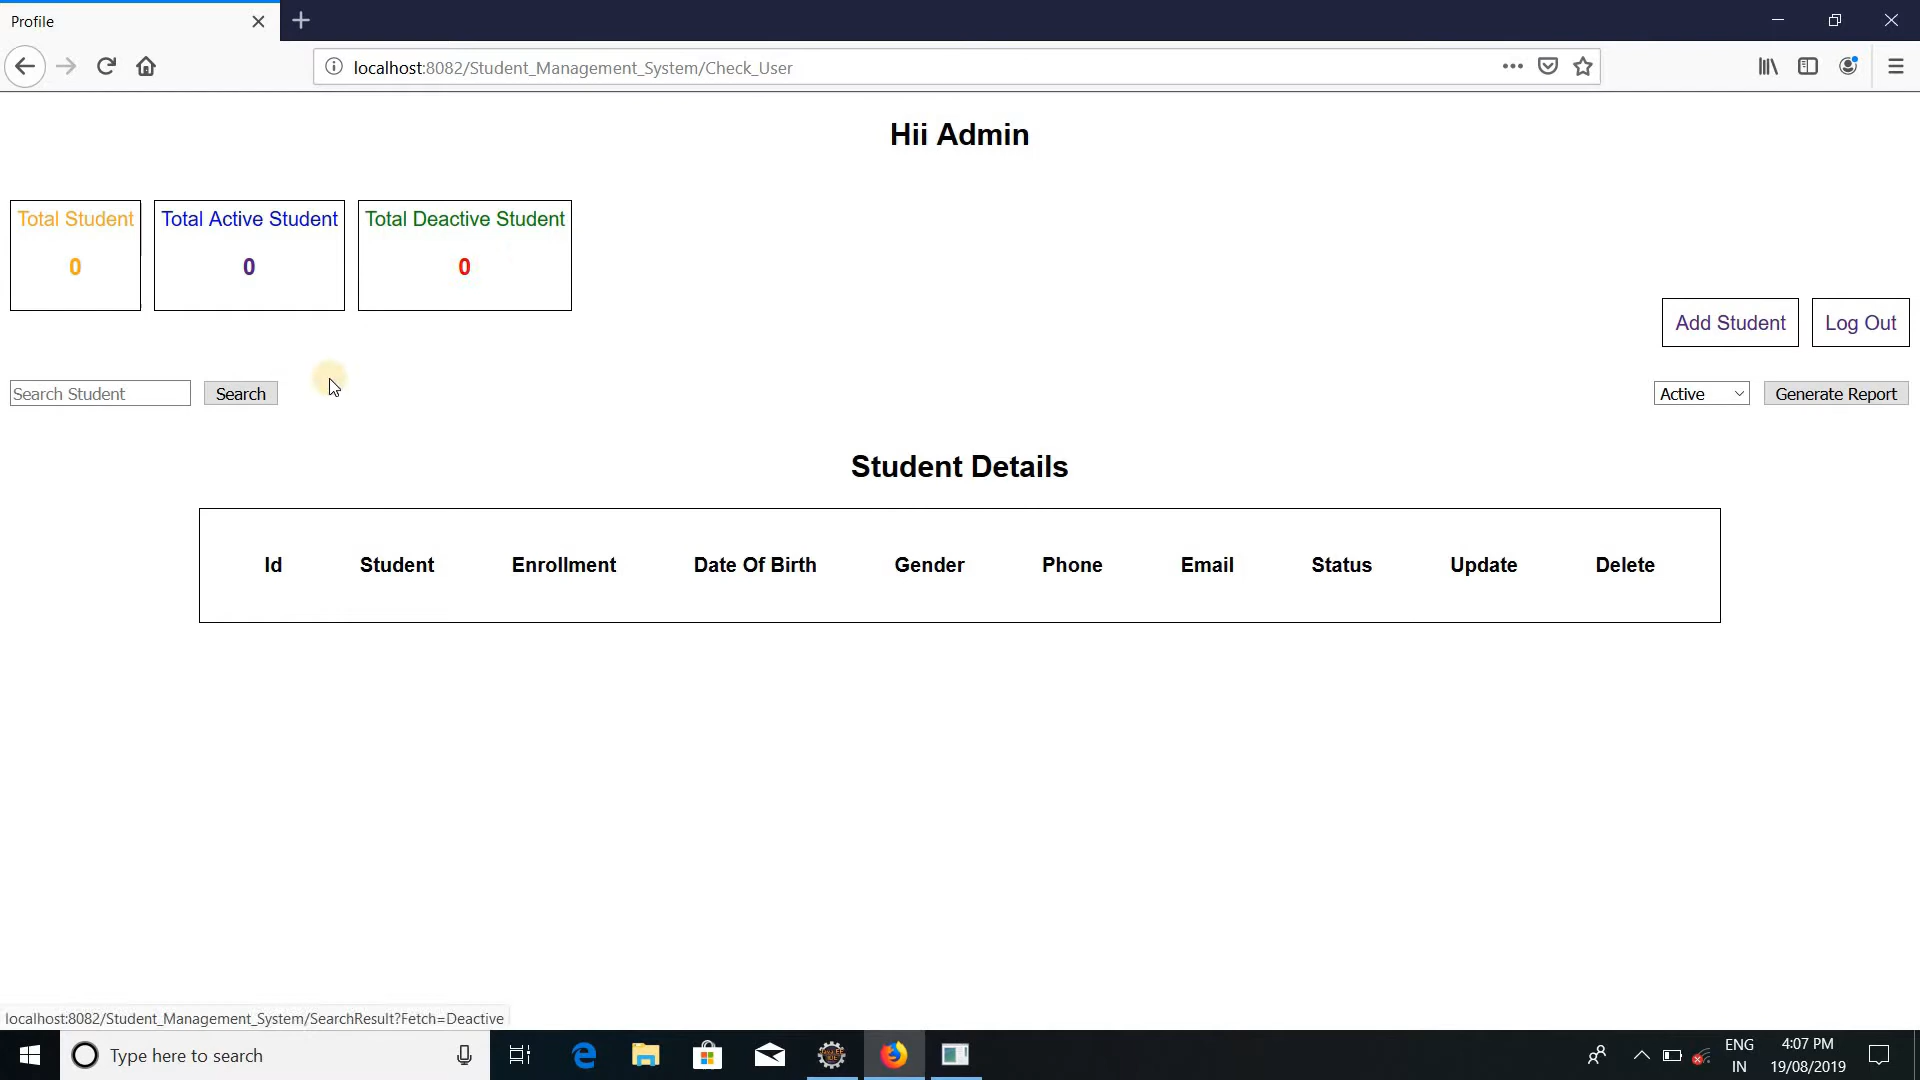 Profile
localhost:8082/Student_Management_System/Check_User
Hii Admin
Total Student
0
Total Active Student
0
Total Deactive Student
0
Add Student
Log Out
Search Student
Search
Active
Generate Report
Student Details
Id Student Enrollment Date Of Birth Gender Phone Email Status Update Delete
localhost:8082/Student_Management_System/SearchResult?Fetch=Deactive
Type here to search
ENG
IN
4:07 PM
19/08/2019